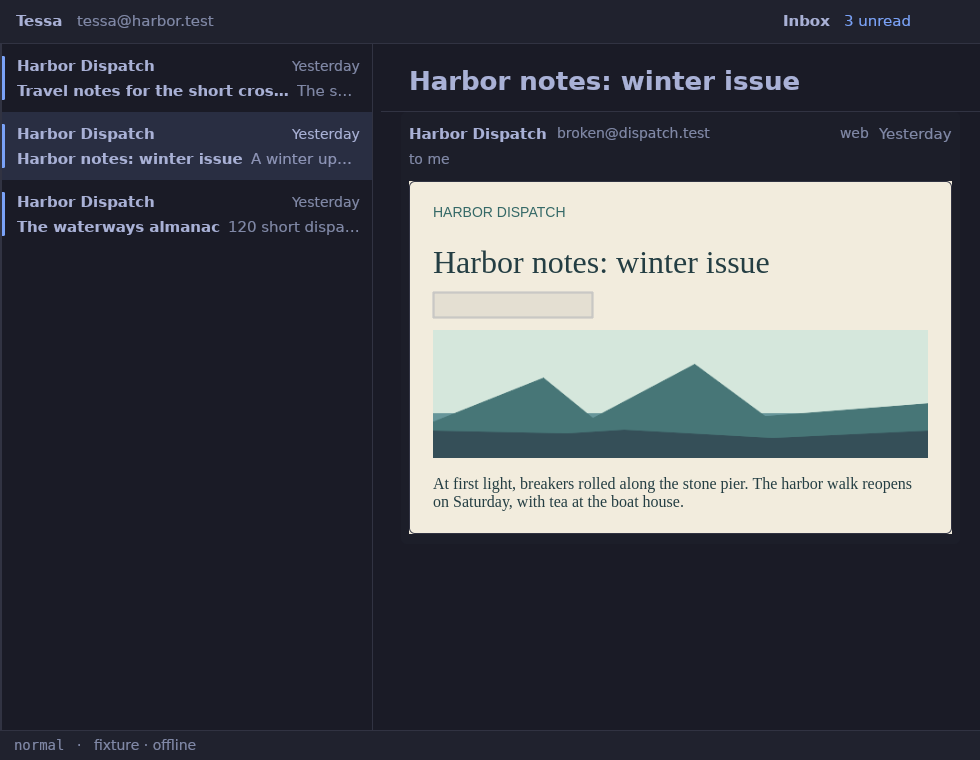 Tessa tessa@harbor.test
Inbox 3 unread
Harbor Dispatch Yesterday
Travel notes for the short cros… The s…
Harbor Dispatch Yesterday
Harbor notes: winter issue A winter up…
Harbor Dispatch Yesterday
The waterways almanac 120 short dispa…
Harbor notes: winter issue
Harbor Dispatch broken@dispatch.test web Yesterday
to me
HARBOR DISPATCH
Harbor notes: winter issue
At first light, breakers rolled along the stone pier. The harbor walk reopens
on Saturday, with tea at the boat house.
normal · fixture · offline